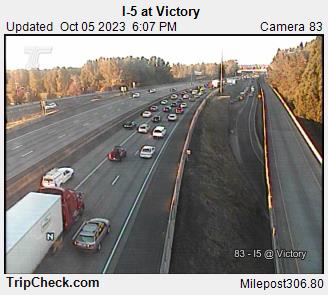 I-5 at Victory
Updated Oct 05 2023 6:07 PM Camera 83
N
83 - I5 @ Victory
TripCheck.com Milepost306.80